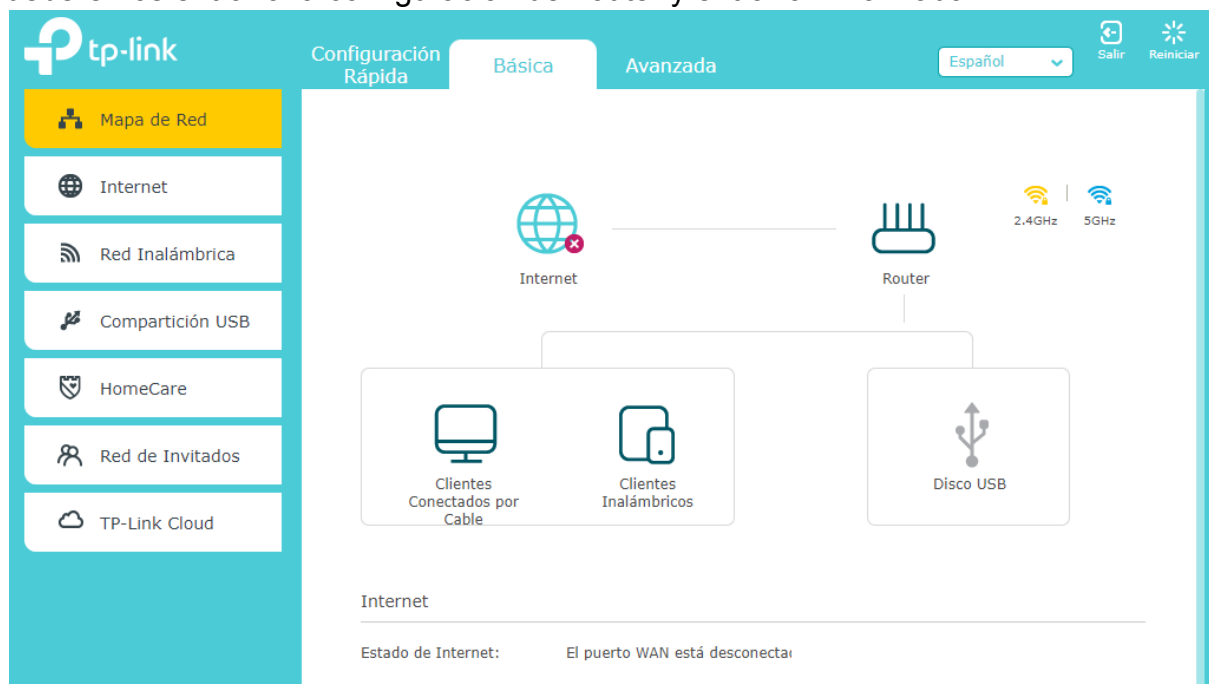 tp-link
Configuración
Rápida
Básica
Avanzada
Español
Salir
Reiniciar
Mapa de Red
Internet
Red Inalámbrica
Compartición USB
HomeCare
Red de Invitados
TP-Link Cloud
Internet
Router
2.4GHz
5GHz
Clientes
Conectados por
Cable
Clientes
Inalámbricos
Disco USB
Internet
Estado de Internet: El puerto WAN está